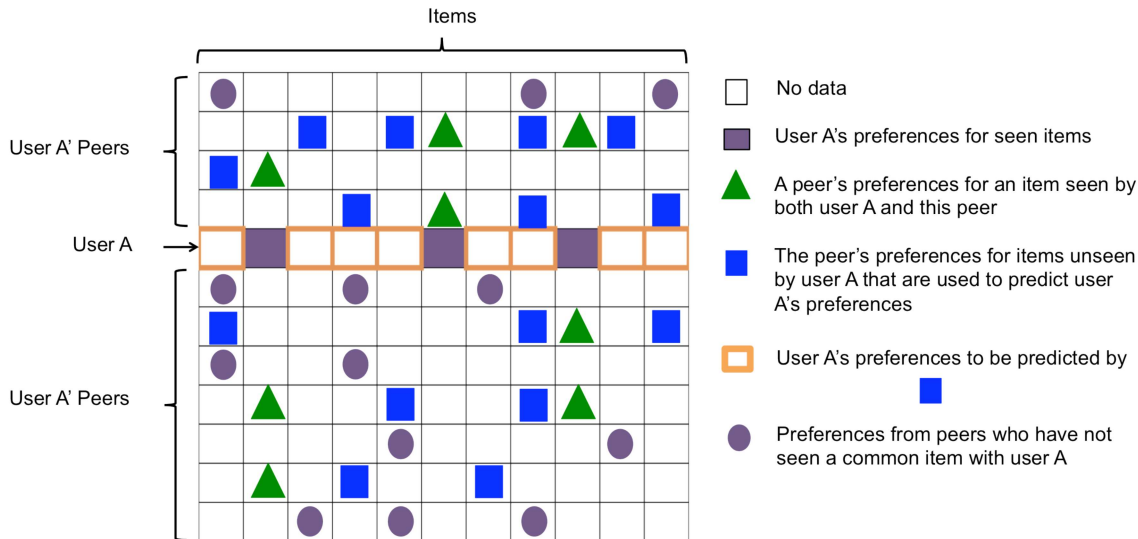 Items
User A' Peers
User A
User A' Peers
No data
User A's preferences for seen items
A peer's preferences for an item seen by
both user A and this peer
The peer's preferences for items unseen
by user A that are used to predict user
A's preferences
User A's preferences to be predicted by
Preferences from peers who have not
seen a common item with user A